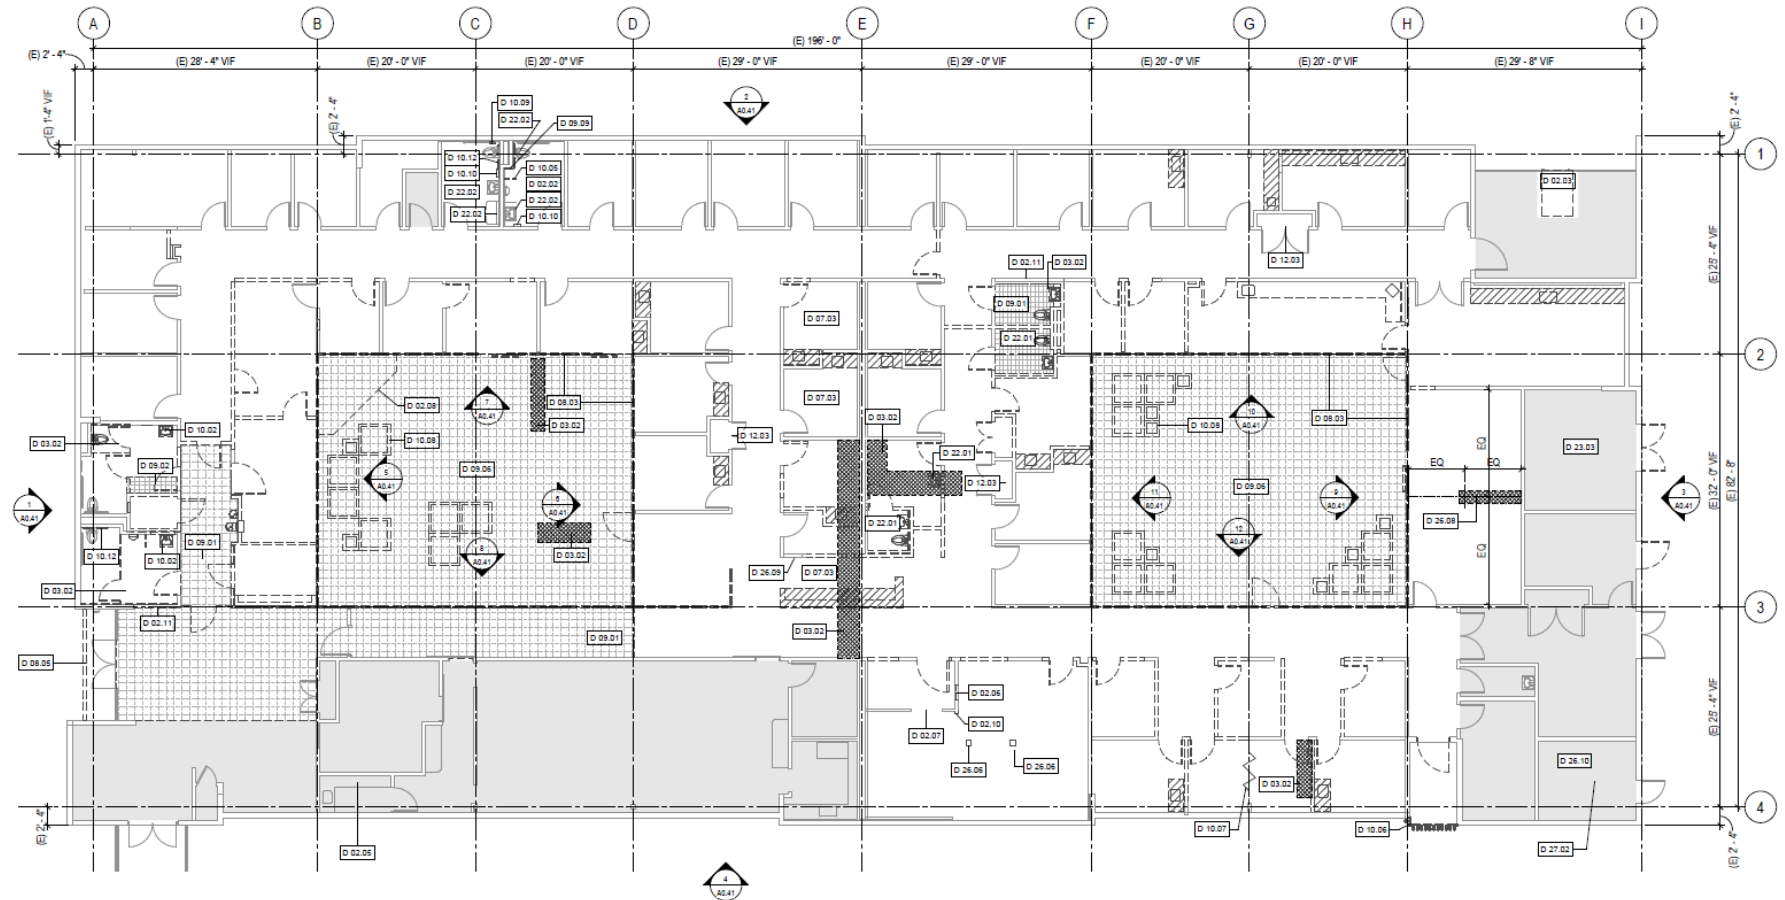 A B C D E F G H I
(E) 196' - 0"
(E) 2' - 4"
(E) 28' - 4" VIF (E) 20' - 0" VIF (E) 20' - 0" VIF (E) 29' - 0" VIF (E) 29' - 0" VIF (E) 20' - 0" VIF (E) 20' - 0" VIF (E) 29' - 8" VIF
(E) 1'-4" VIF
(E) 2' - 4"
(E) 2' - 4"
2
A0.41
D 10.09
D 22.02
D 09.09
1
D 10.12
D 10.10
D 22.02
D 22.02
D 10.05
D 02.02
D 22.02
D 10.10
D 02.03
D 12.03
D 02.11
D 03.02
(E) 25' - 4" VIF
D 09.01
D 22.01
D 07.03
2
D 07.03
7
A0.41
D 02.08
D 08.03
D 03.02
D 10.08
D 03.02
D 12.03
10
A0.41
D 10.08
D 08.03
D 10.02
D 03.02
D 09.02
5
A0.41
D 09.06
D 22.01
D 12.03
EQ
EQ
EQ
EQ
D 23.03
1
A0.41
6
A0.41
11
A0.41
D 09.06
9
A0.41
3
A0.41
(E) 32' - 0" VIF
(E) 82' - 8"
D 26.08
D 22.01
12
A0.41
D 10.12
D 10.02
D 09.01
8
A0.41
D 03.02
D 26.09
D 07.03
D 03.02
3
D 02.11
D 09.01
D 03.02
D 08.05
D 02.06
D 02.10
D 02.07
D 26.06
D 26.06
D 03.02
D 26.10
(E) 25' - 4" VIF
4
(E) 2' - 4"
D 10.07
D 10.06
D 27.02
D 02.05
(E) 2' - 4"
4
A0.41